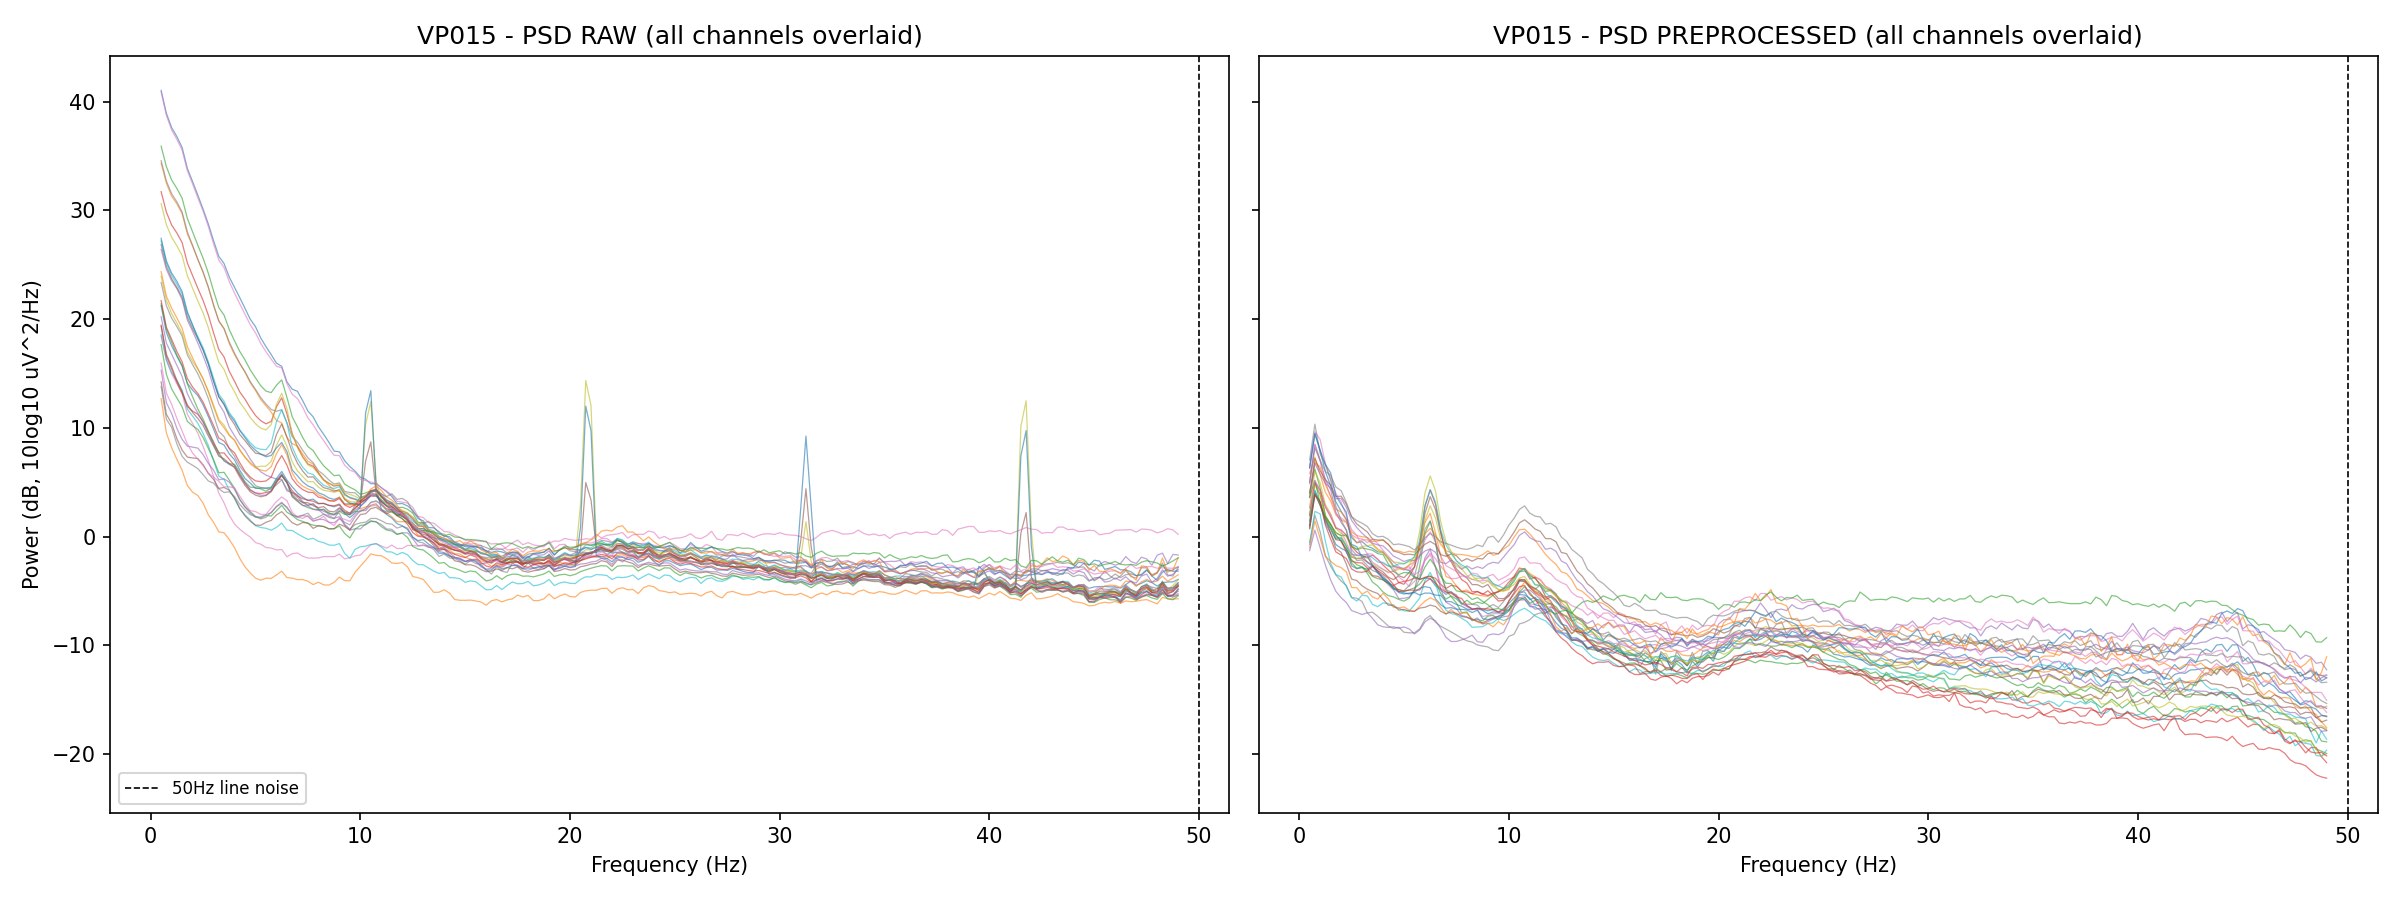 VP015 - PSD RAW (all channels overlaid)
VP015 - PSD PREPROCESSED (all channels overlaid)
Power (dB, 10log10 uV^2/Hz)
40
30
20
10
0
−10
−20
50Hz line noise
0 10 20 30 40 50
0 10 20 30 40 50
Frequency (Hz)
Frequency (Hz)